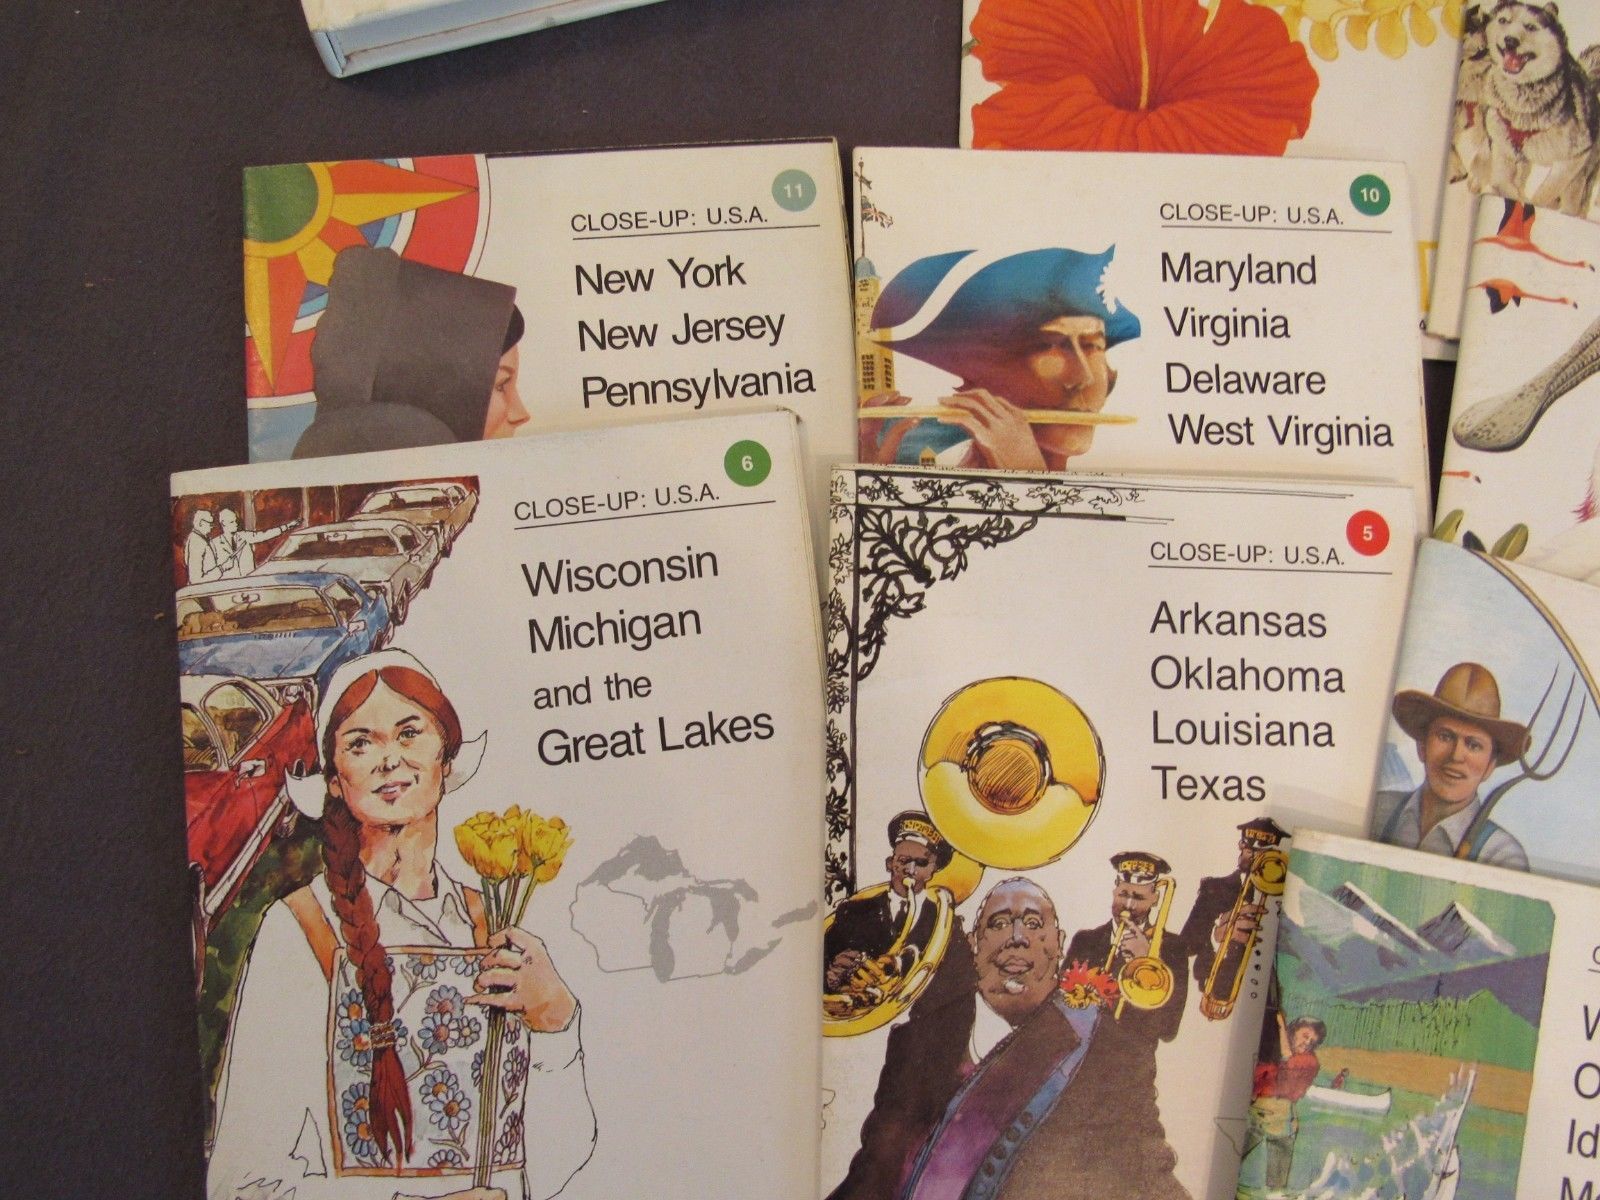 11
CLOSE-UP: U.S.A.
New York
New Jersey
Pennsylvania
10
CLOSE-UP: U.S.A.
Maryland
Virginia
Delaware
West Virginia
6
CLOSE-UP: U.S.A.
Wisconsin
Michigan
and the
Great Lakes
5
CLOSE-UP: U.S.A.
Arkansas
Oklahoma
Louisiana
Texas